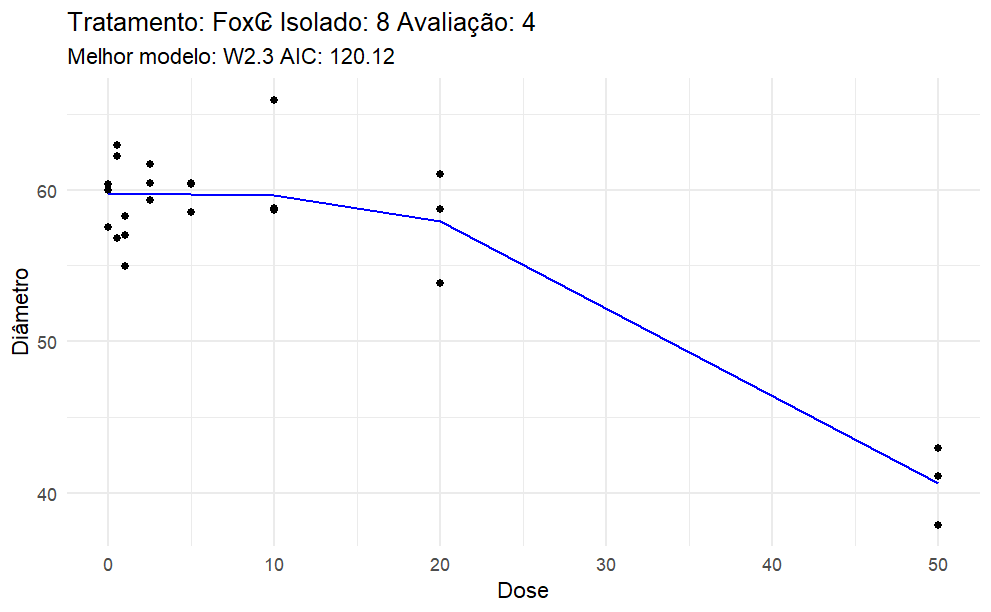 Tratamento: Fox₢ Isolado: 8 Avaliação: 4
Melhor modelo: W2.3 AIC: 120.12
Diâmetro
60
50
40
0 10 20 30 40 50
Dose